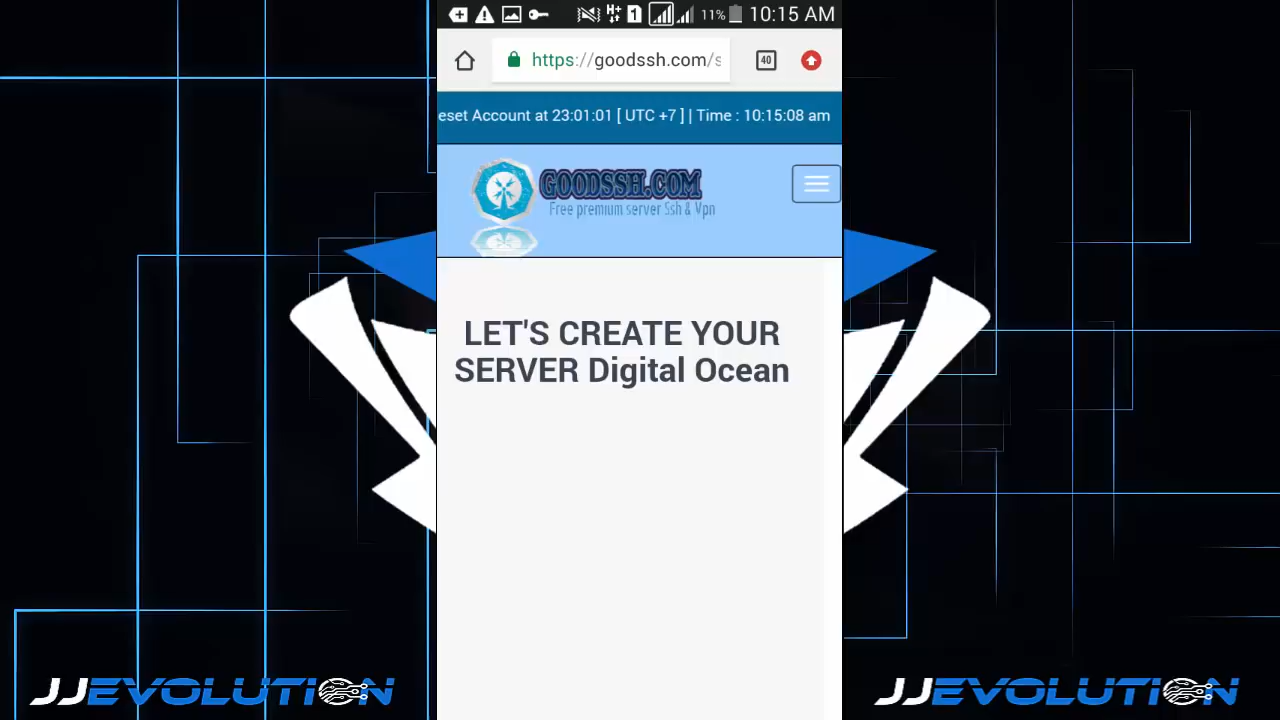 11% 10:15 AM
https://goodssh.com/s
40
eset Account at 23:01:01 [ UTC +7 ] | Time : 10:15:08 am
GOODSSH.COM
Free premium server Ssh & Vpn
LET'S CREATE YOUR
SERVER Digital Ocean
JJEVOLUTION
JJEVOLUTION